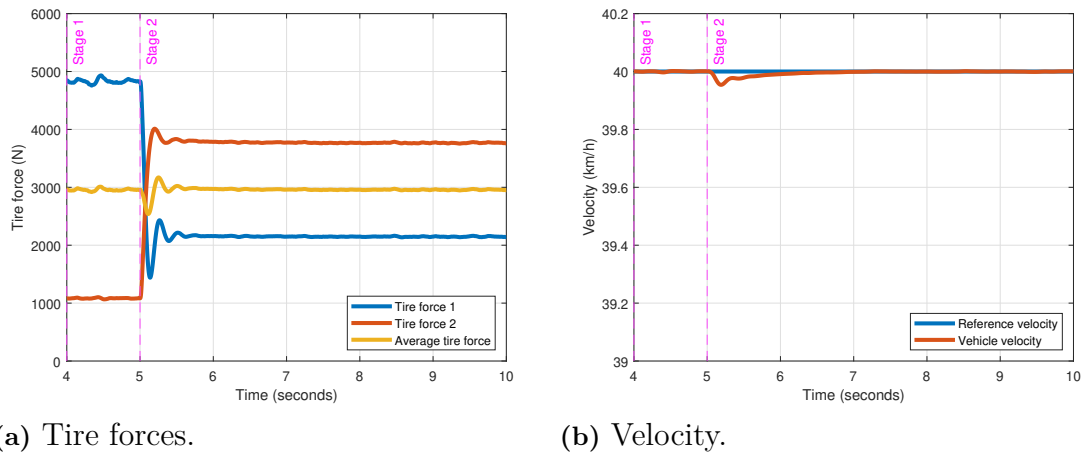 6000
5000
4000
3000
2000
1000
0
Tire force (N)
Stage 1
Stage 2
Tire force 1
Tire force 2
Average tire force
4 5 6 7 8 9 10
Time (seconds)
(a) Tire forces.
40.2
40
39.8
39.6
39.4
39.2
39
Velocity (km/h)
Stage 1
Stage 2
Reference velocity
Vehicle velocity
4 5 6 7 8 9 10
Time (seconds)
(b) Velocity.